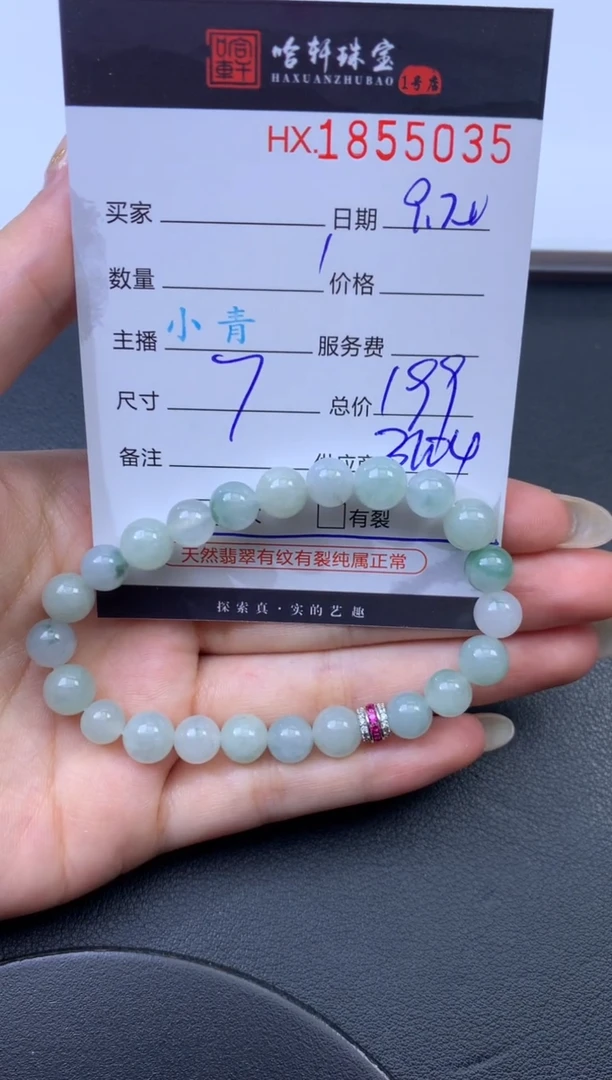 哈轩珠宝
HAXUANZHUBAO 1号店
HX.1855035
买家 日期 9.20
数量 1 价格
主播 小青 服务费
尺寸 7 总价 199
备注 供应商
有裂
天然翡翠有纹有裂纯属正常
探索真·实的艺趣